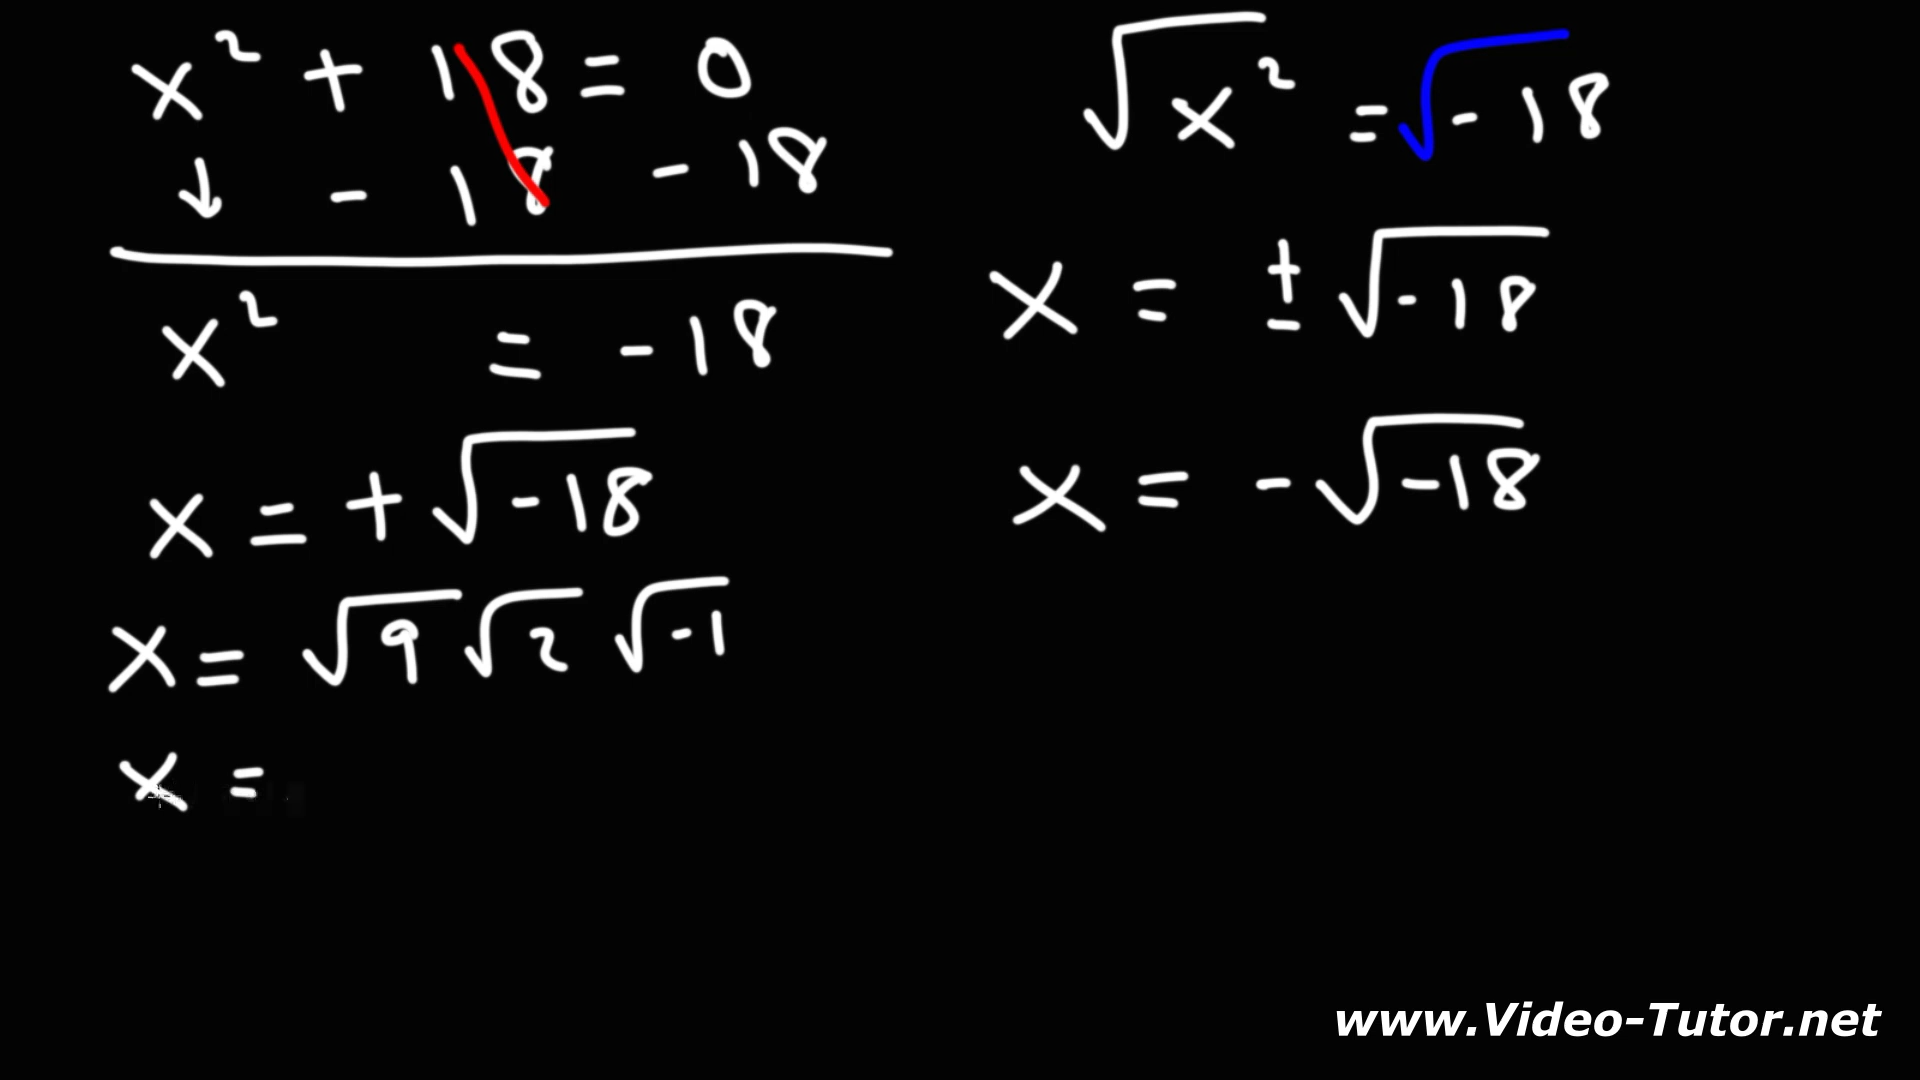 x² + 18 = 0
↓ - 18 - 18
x² = -18
x = +√-18
x = √9 √2 √-1
x =
√x² = √-18
x = ±√-18
x = -√-18
www.Video-Tutor.net